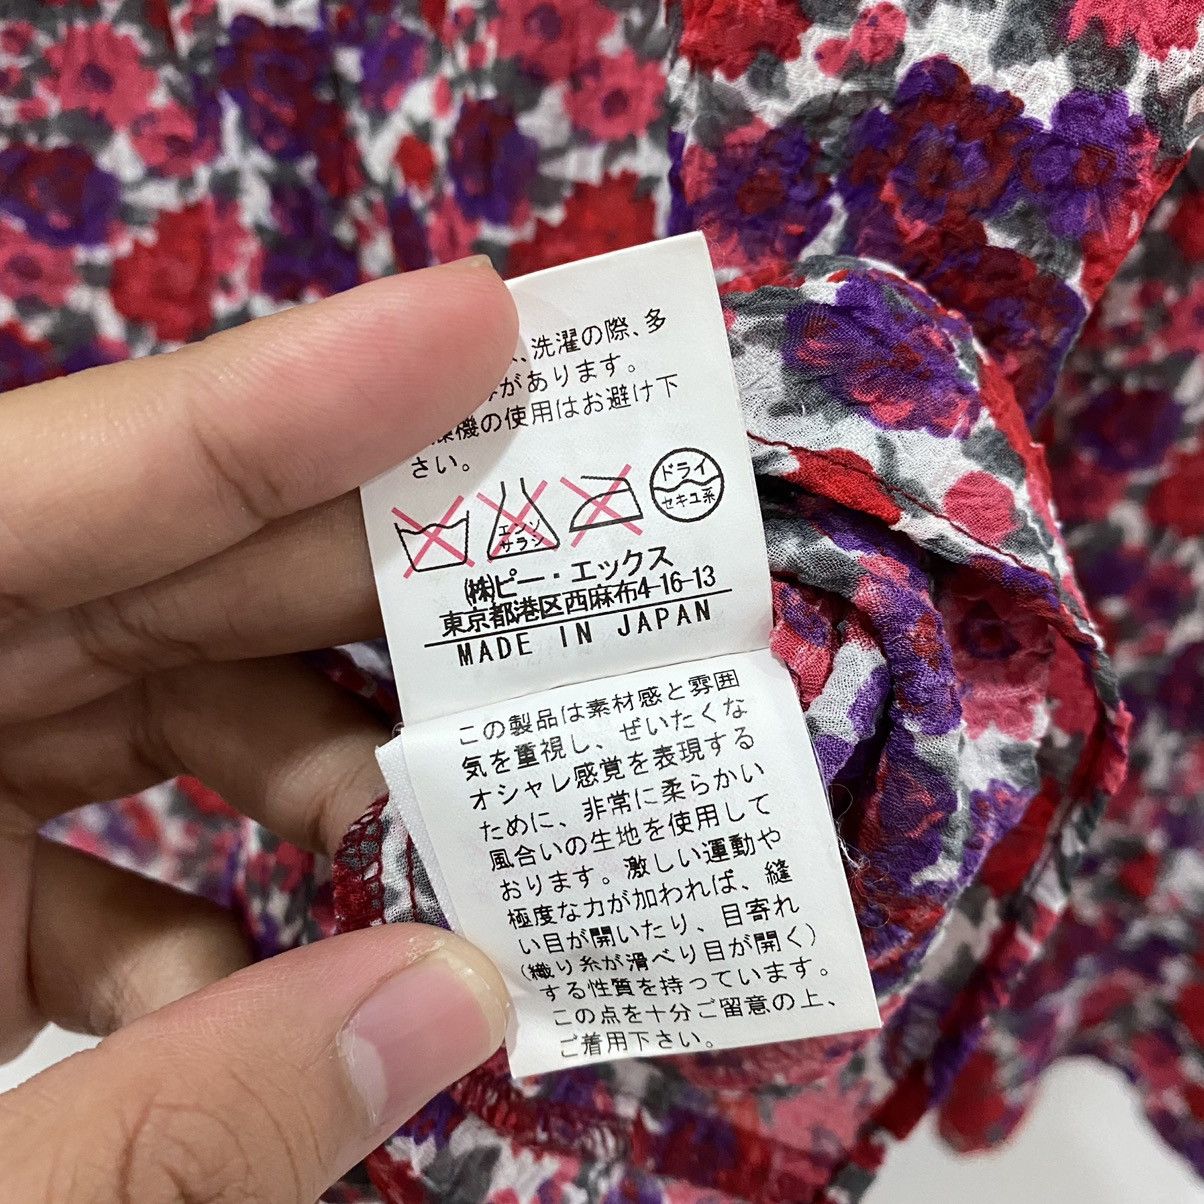 、洗濯の際、多
があります。
燥機の使用はお避け下
さい。
エンソ
サラシ
ドライ
セキユ系
(株)ピー・エックス
東京都港区西麻布4-16-13
MADE IN JAPAN
この製品は素材感と雰囲
気を重視し、ぜいたくな
オシャレ感覚を表現する
ために、非常に柔らかい
風合いの生地を使用して
おります。激しい運動や
極度な力が加われば、縫
い目が開いたり、目寄れ
(織り糸が滑べり目が開く)
する性質を持っています。
この点を十分ご留意の上、
ご着用下さい。